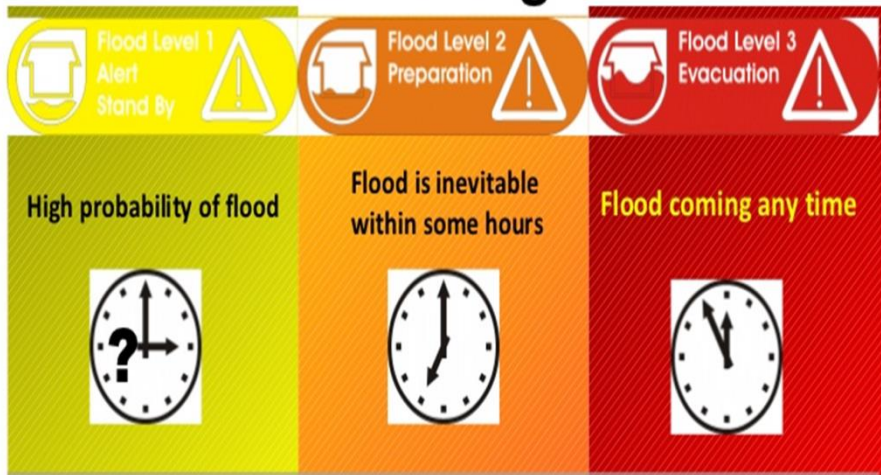 Flood Level 1
Alert
Stand By
Flood Level 2
Preparation
Flood Level 3
Evacuation
High probability of flood
Flood is inevitable
within some hours
Flood coming any time
?